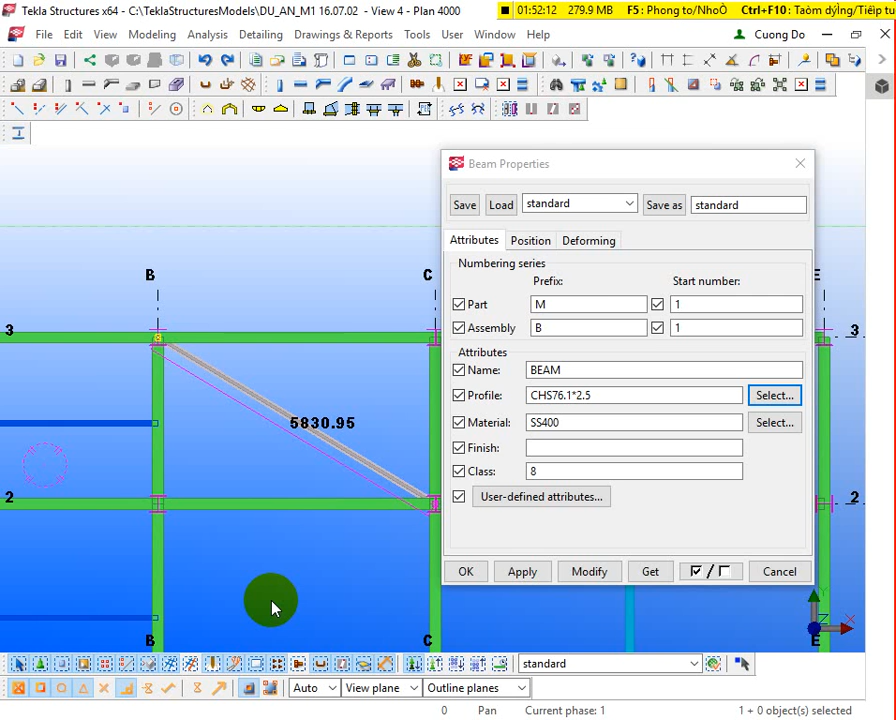 Tekla Structures x64 - C:\TeklaStructuresModels\DU_AN_M1 16.07.02 - View 4 - Plan 4000
01:52:12 279.9 MB F5 : Phong to/NhoÒ Ctrl+F10 : Taòm dýlng/Tiêp tu
File Edit View Modeling Analysis Detailing Drawings & Reports Tools User Window Help Cuong Do
B
C
E
3
3
5830.95
2
2
B
C
E
Beam Properties
Save Load standard Save as standard
Attributes Position Deforming
Numbering series
Prefix: Start number:
Part M 1
Assembly B 1
Attributes
Name: BEAM
Profile: CHS76.1*2.5 Select...
Material: SS400 Select...
Finish:
Class: 8
User-defined attributes...
OK Apply Modify Get / Cancel
Y
Z X
standard
Auto View plane Outline planes
0 Pan Current phase: 1 1 + 0 object(s) selected